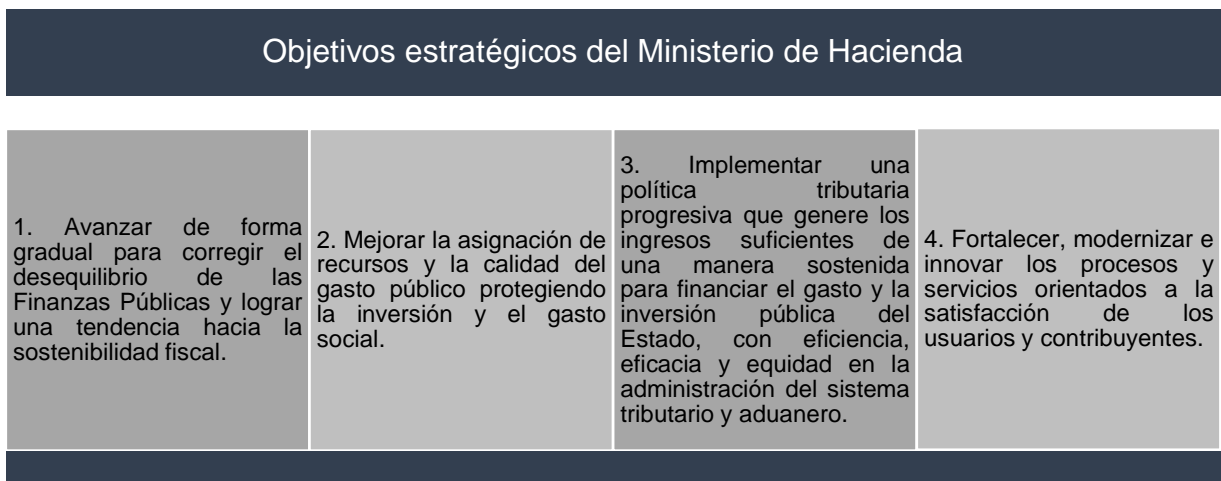 Objetivos estratégicos del Ministerio de Hacienda
1. Avanzar de forma
gradual para corregir el
desequilibrio de las
Finanzas Públicas y lograr
una tendencia hacia la
sostenibilidad fiscal.
2. Mejorar la asignación de
recursos y la calidad del
gasto público protegiendo
la inversión y el gasto
social.
3. Implementar una
política tributaria
progresiva que genere los
ingresos suficientes de
una manera sostenida
para financiar el gasto y la
inversión pública del
Estado, con eficiencia,
eficacia y equidad en la
administración del sistema
tributario y aduanero.
4. Fortalecer, modernizar e
innovar los procesos y
servicios orientados a la
satisfacción de los
usuarios y contribuyentes.